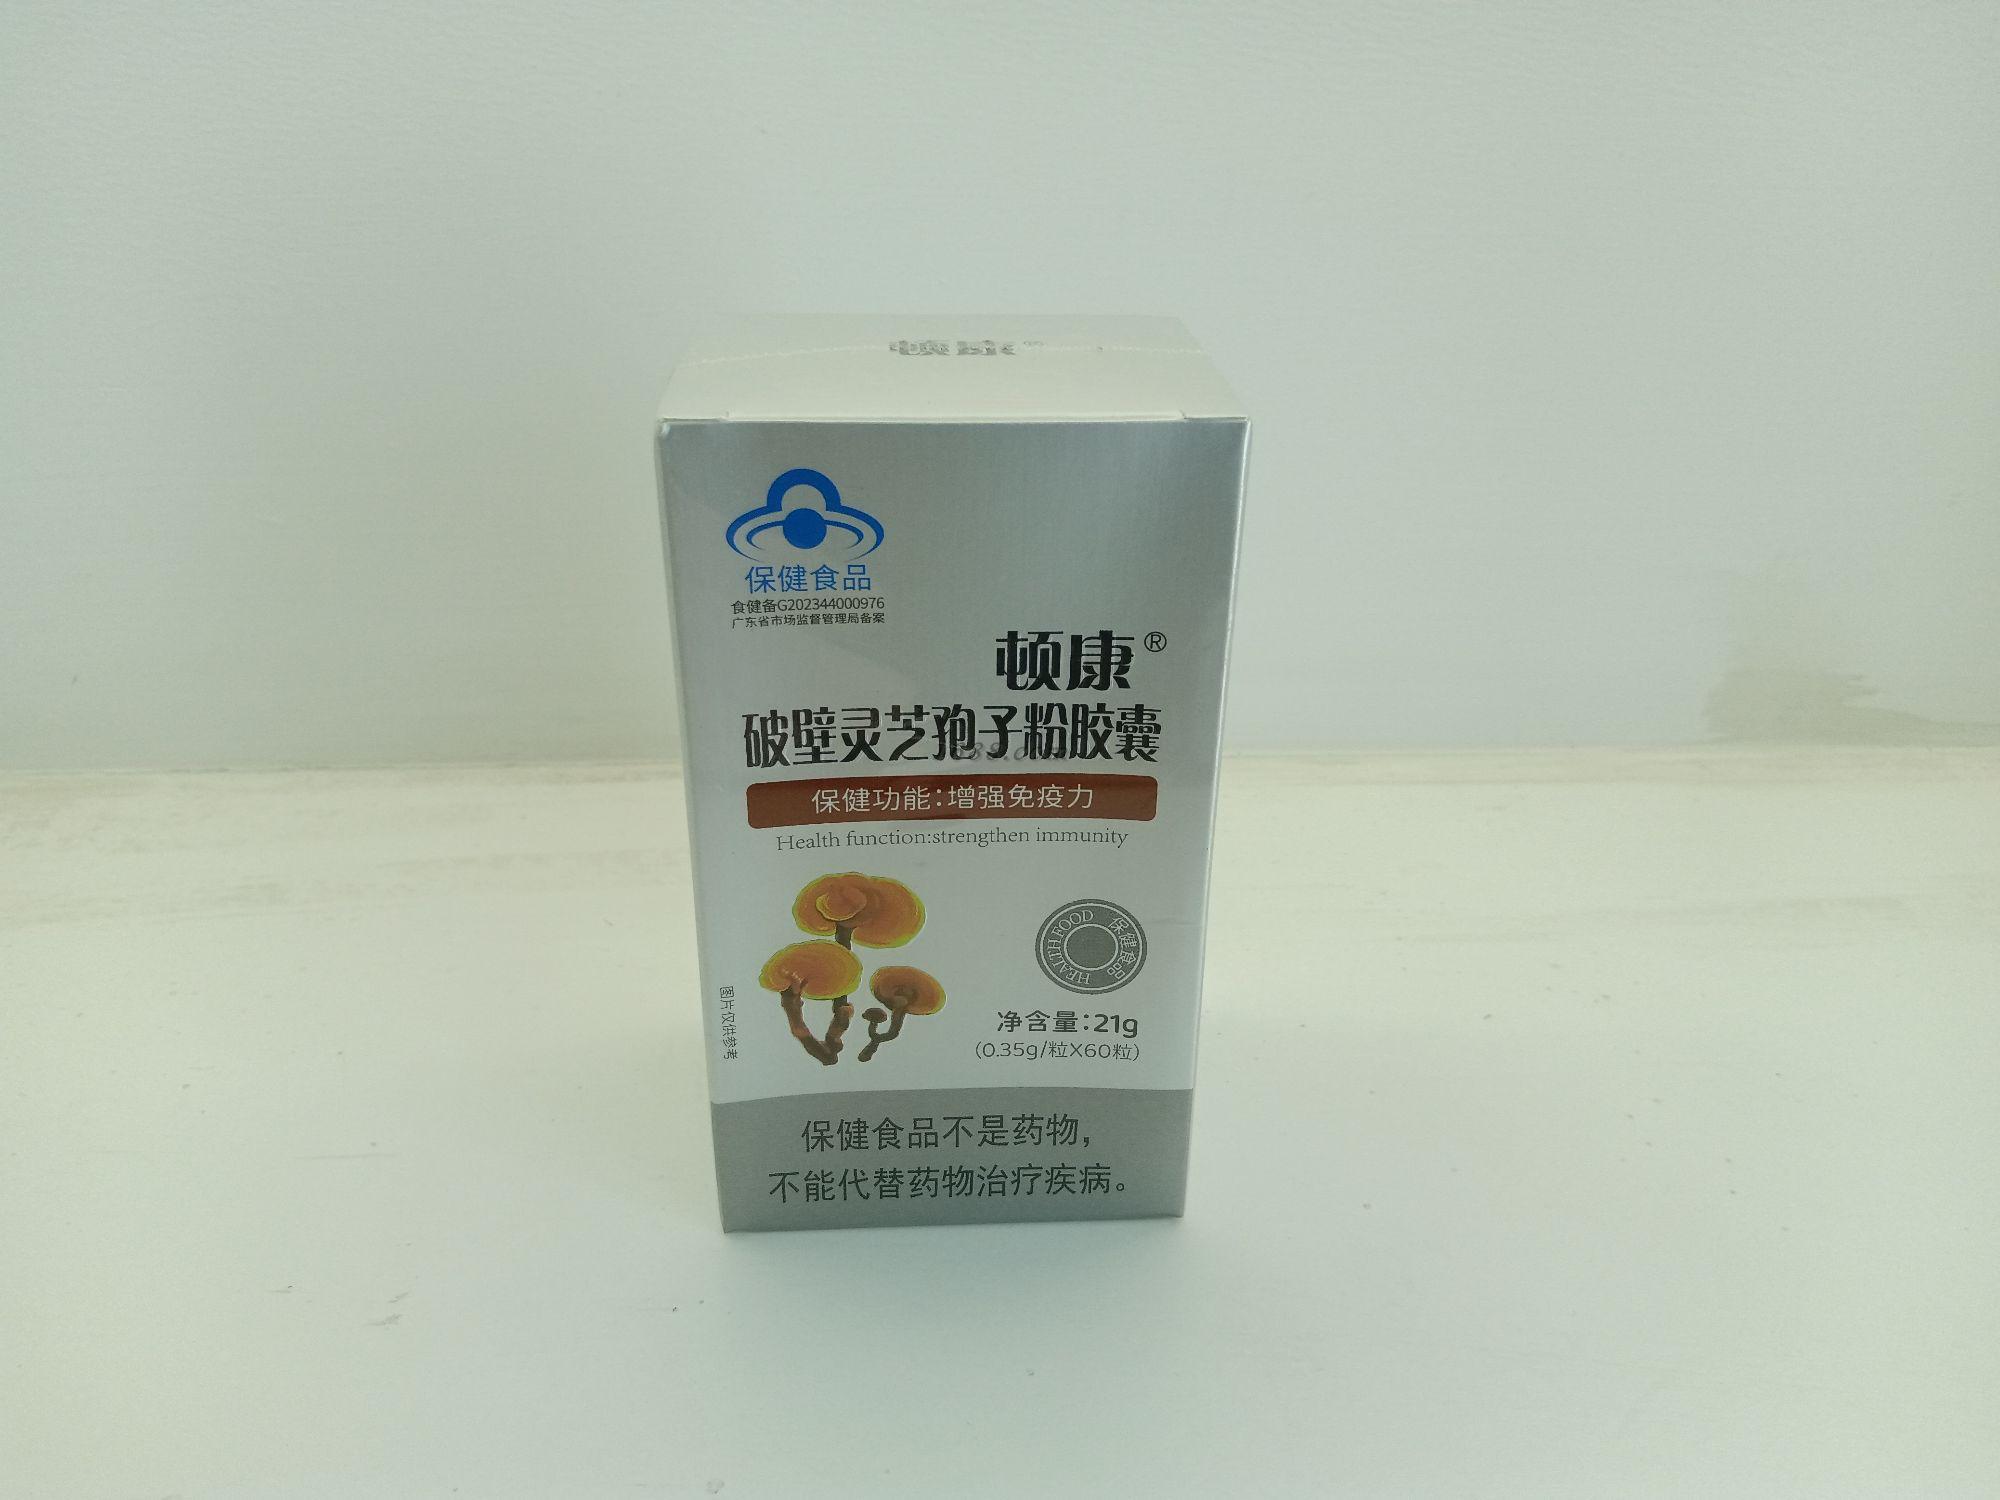 顿康®
保健食品
食健备G202344000976
广东省市场监督管理局备案
顿康®
破壁灵芝孢子粉胶囊
保健功能:增强免疫力
Health function:strengthen immunity
HEALTH FOOD 保健食品
图片仅供参考
净含量:21g
(0.35g/粒X60粒)
保健食品不是药物,
不能代替药物治疗疾病。